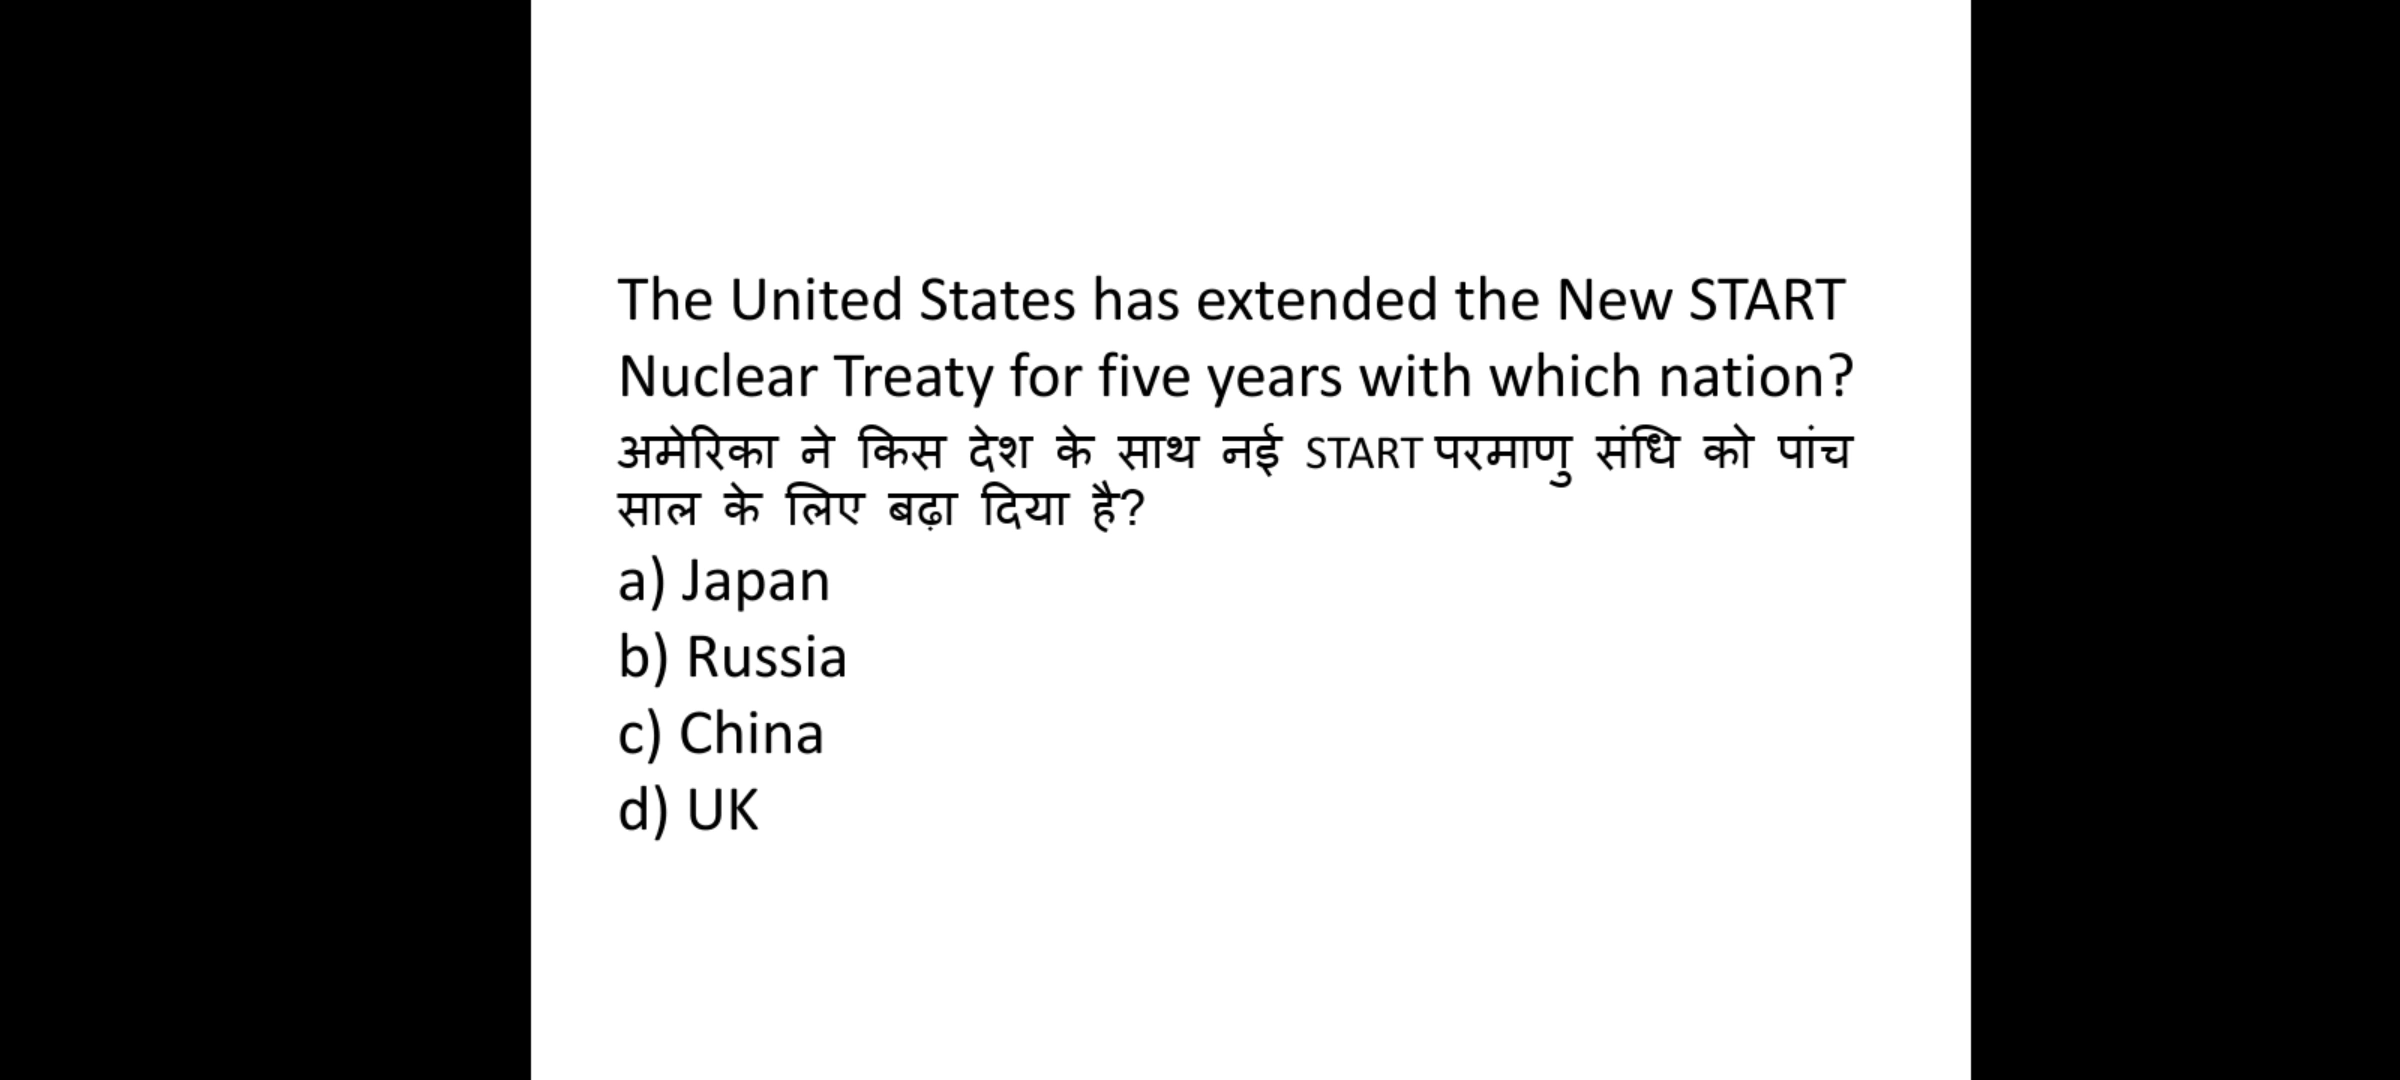 The United States has extended the New START
Nuclear Treaty for five years with which nation?
अमेरिका ने किस देश के साथ नई START परमाणु संधि को पांच
साल के लिए बढ़ा दिया है?
a) Japan
b) Russia
c) China
d) UK